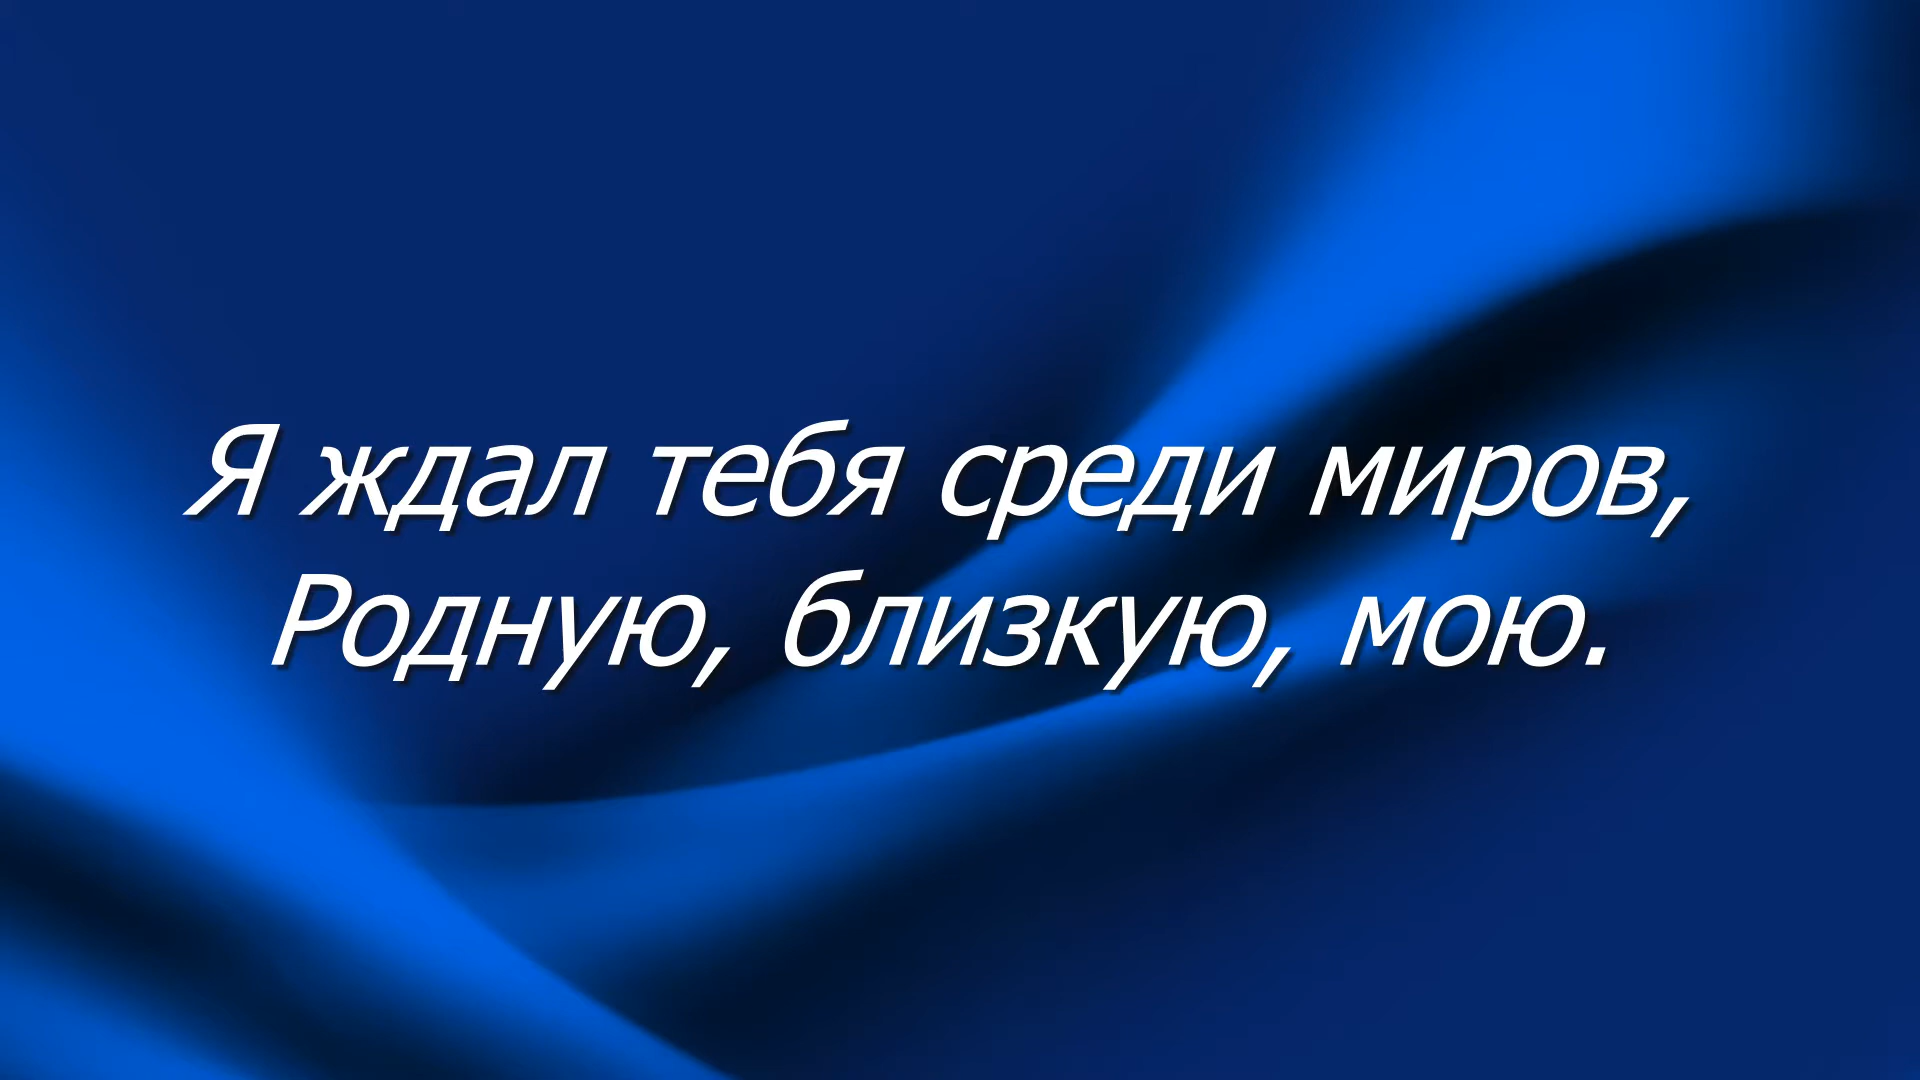 Я ждал тебя среди миров,
Родную, близкую, мою.